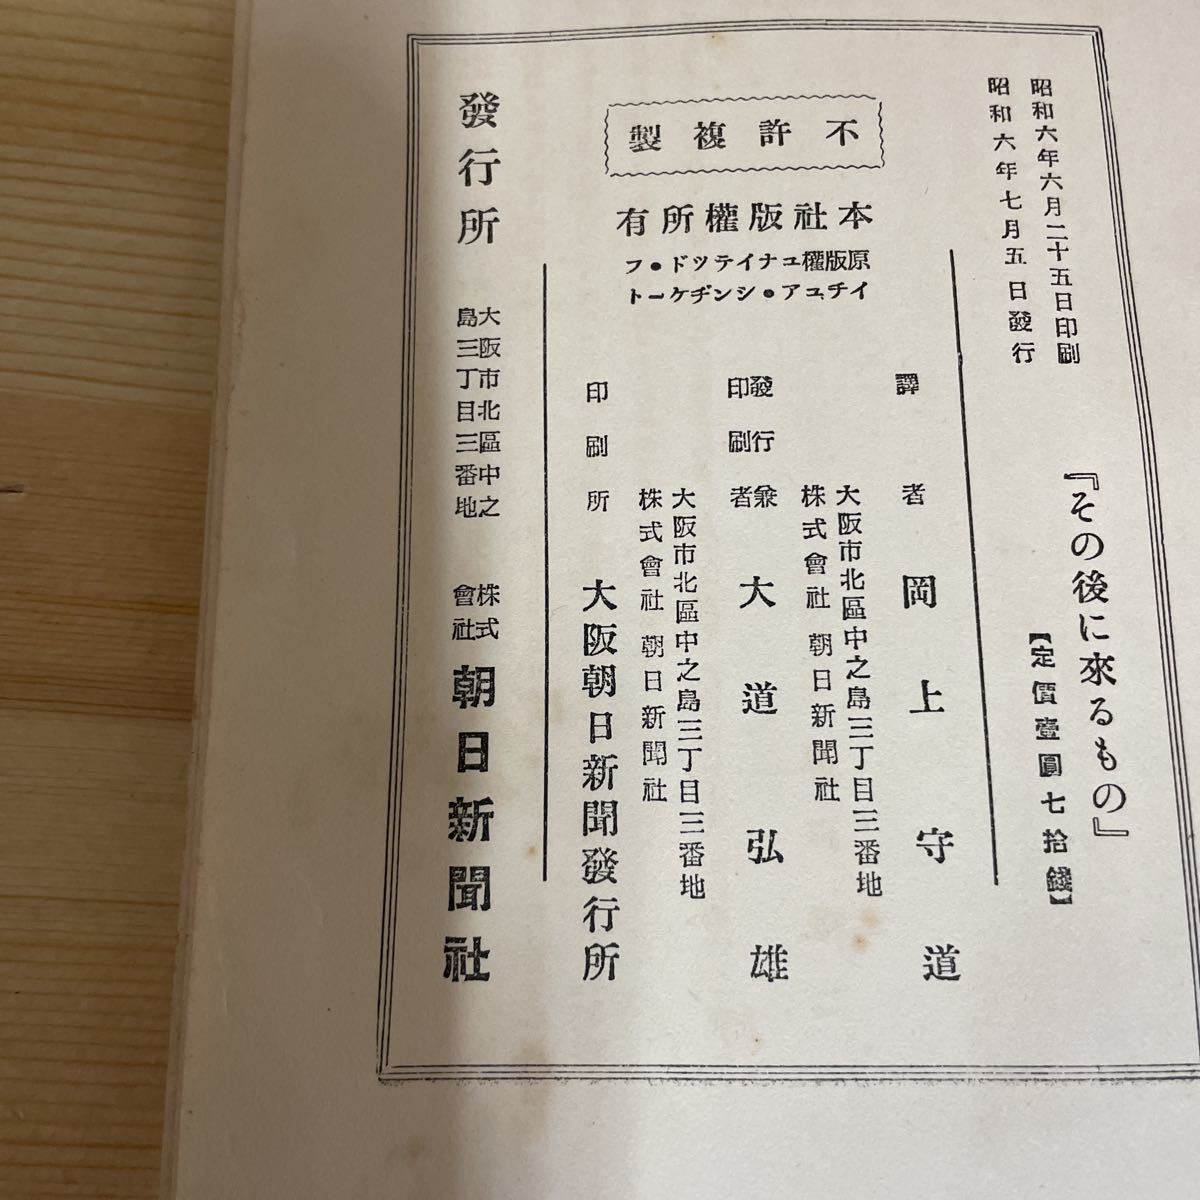 昭和六年六月二十五日印刷
昭和六年七月五日發行
『その後に來るもの』
【定價壹圓七拾錢】
不許複製
本社版權所有
原版權ユナイテツド・フ
イチユア・シンヂケート
譯者 岡上守道
大阪市北區中之島三丁目三番地
株式會社 朝日新聞社
發行兼
印刷者 大道弘雄
大阪市北區中之島三丁目三番地
株式會社 朝日新聞社
印刷所 大阪朝日新聞發行所
發行所
大阪市北區中之
島三丁目三番地
株式
會社
朝日新聞社